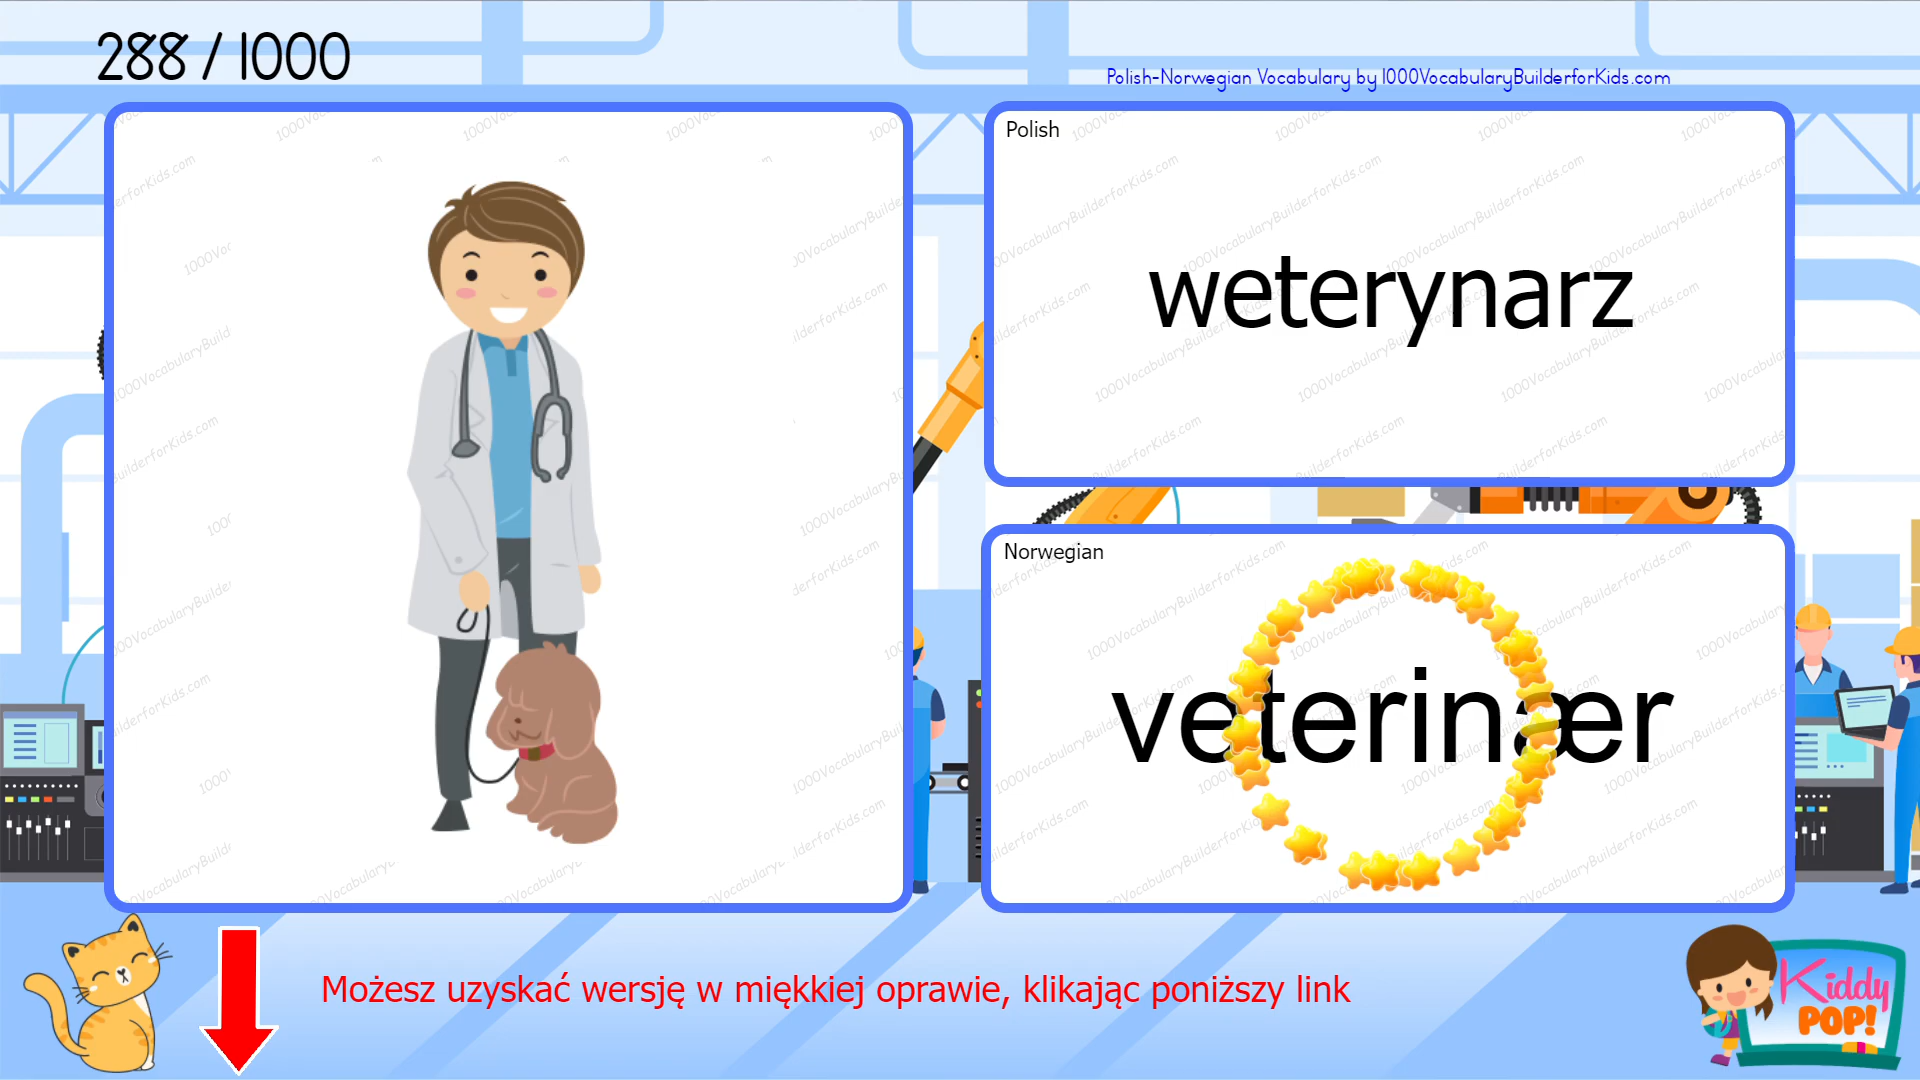 288 / 1000
Polish-Norwegian Vocabulary by 1000VocabularyBuilderforKids.com
Polish
weterynarz
Norwegian
veterinær
Możesz uzyskać wersję w miękkiej oprawie, klikając poniższy link
Kiddy
POP!